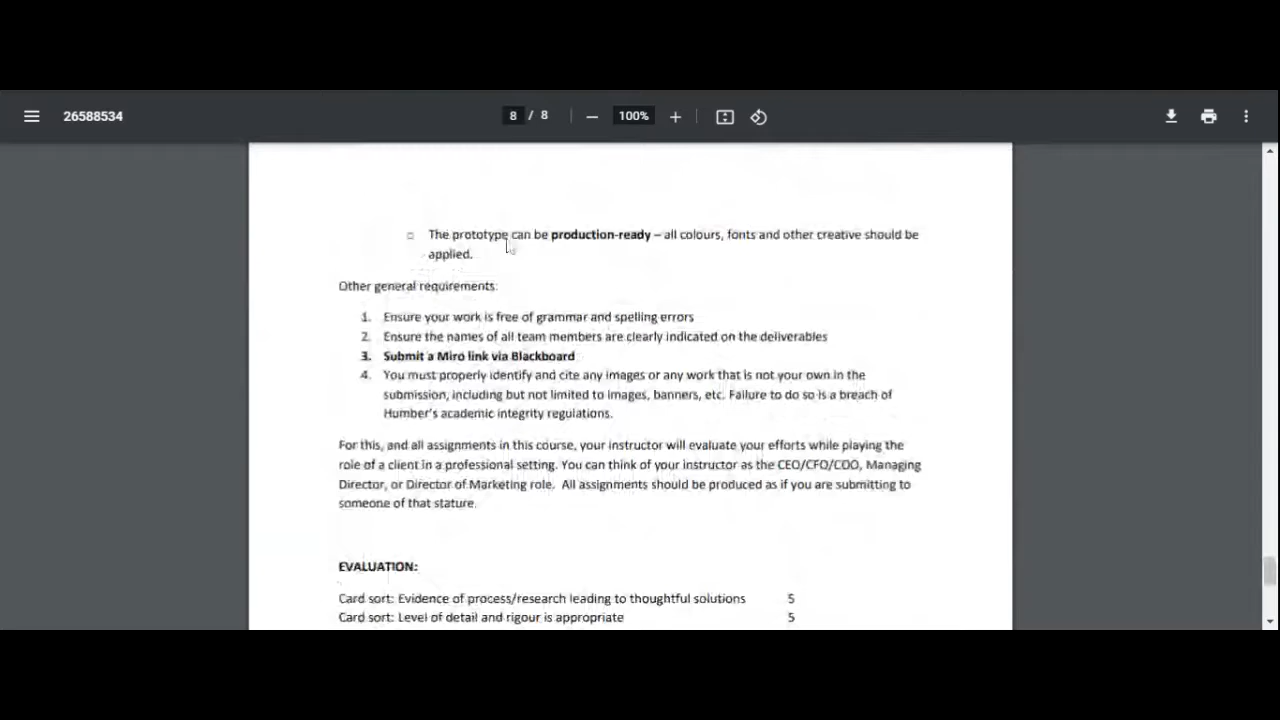 26588534
8 / 8
100%
The prototype can be production-ready – all colours, fonts and other creative should be
applied.
Other general requirements:
1. Ensure your work is free of grammar and spelling errors
2. Ensure the names of all team members are clearly indicated on the deliverables
3. Submit a Miro link via Blackboard
4. You must properly identify and cite any images or any work that is not your own in the
submission, including but not limited to images, banners, etc. Failure to do so is a breach of
Humber's academic integrity regulations.
For this, and all assignments in this course, your instructor will evaluate your efforts while playing the
role of a client in a professional setting. You can think of your instructor as the CEO/CFO/COO, Managing
Director, or Director of Marketing role. All assignments should be produced as if you are submitting to
someone of that stature.
EVALUATION:
Card sort: Evidence of process/research leading to thoughtful solutions 5
Card sort: Level of detail and rigour is appropriate 5